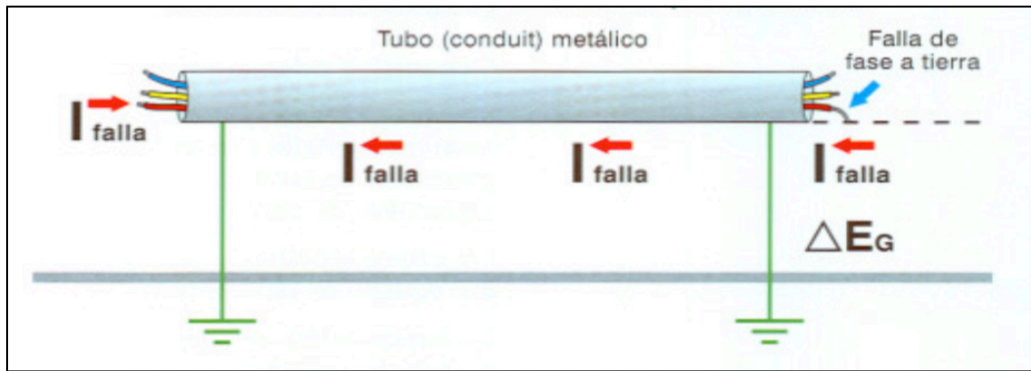 Tubo (conduit) metálico
Falla de
fase a tierra
I falla
I falla
I falla
I falla
△EG